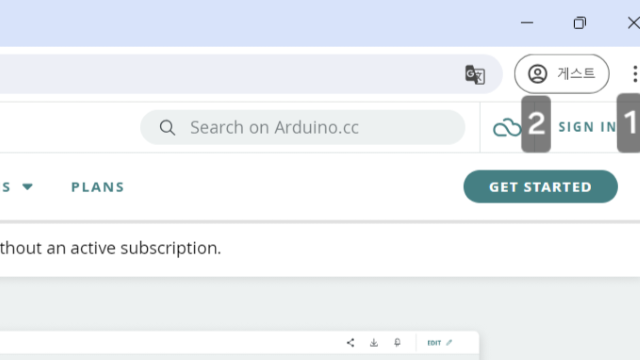 게스트
Search on Arduino.cc
2
SIGN IN
1
S
PLANS
GET STARTED
thout an active subscription.
EDIT